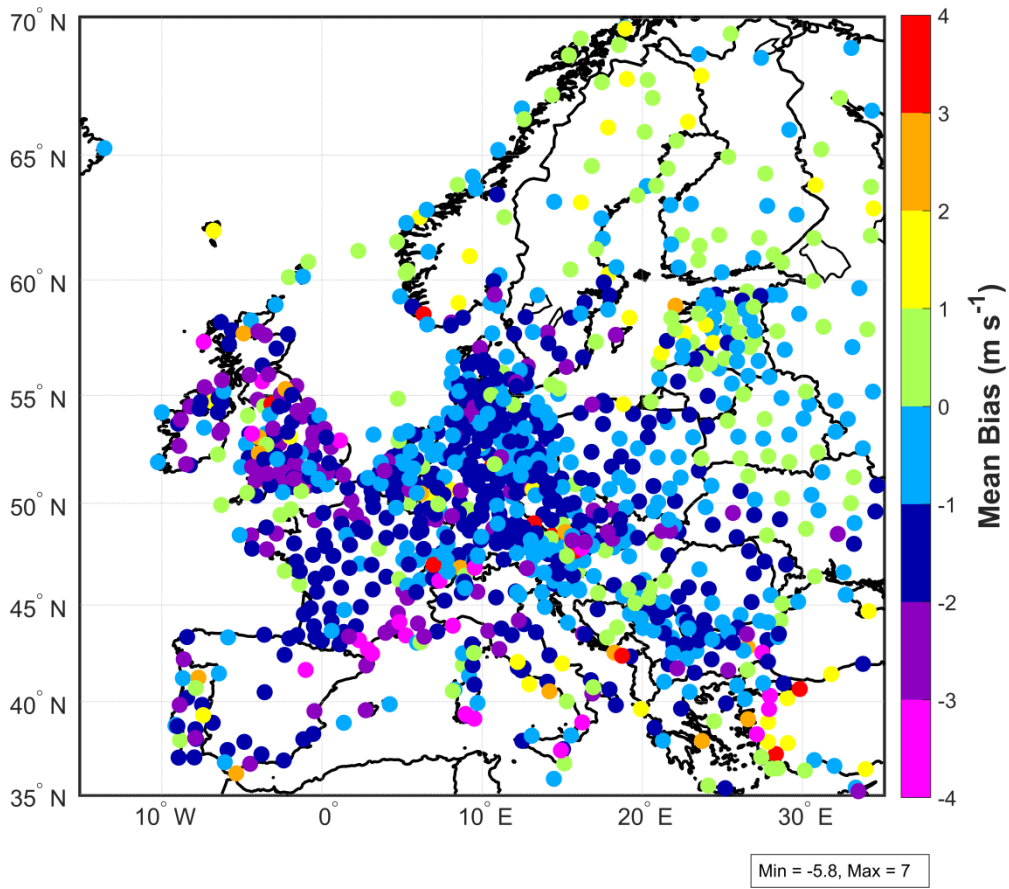 70° N
65° N
60° N
55° N
50° N
45° N
40° N
35° N
10° W
0°
10° E
20° E
30° E
4
3
2
1
0
-1
-2
-3
-4
Mean Bias (m s-1)
Min = -5.8, Max = 7